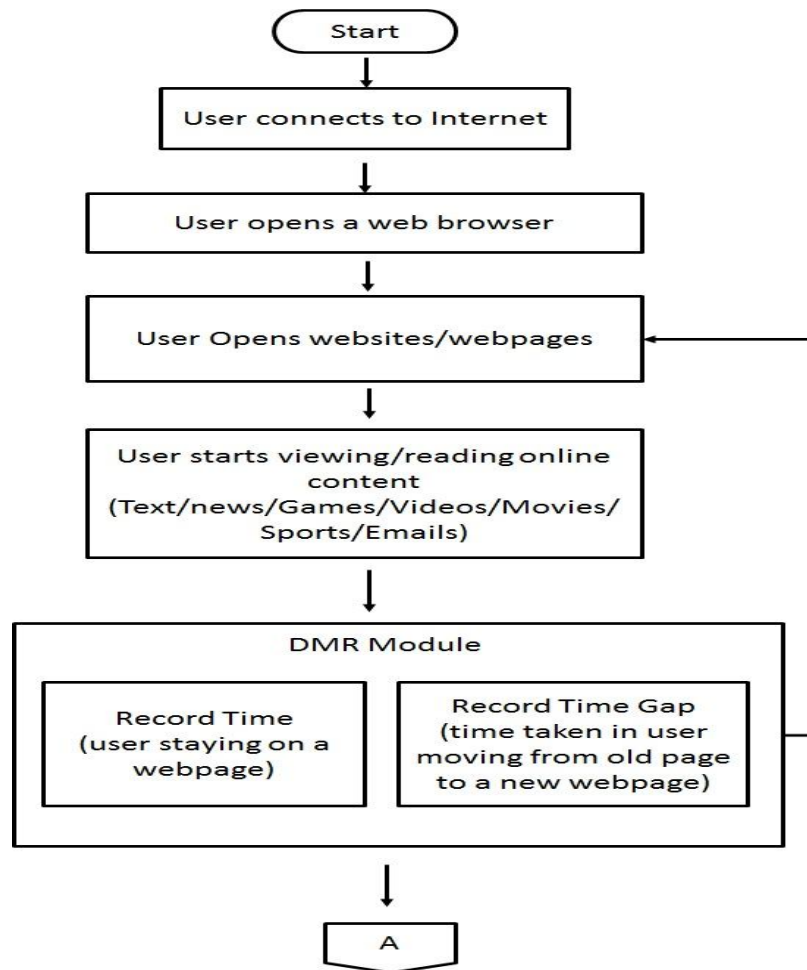 Start
User connects to Internet
User opens a web browser
User Opens websites/webpages
User starts viewing/reading online
content
(Text/news/Games/Videos/Movies/
Sports/Emails)
DMR Module
Record Time
(user staying on a
webpage)
Record Time Gap
(time taken in user
moving from old page
to a new webpage)
A